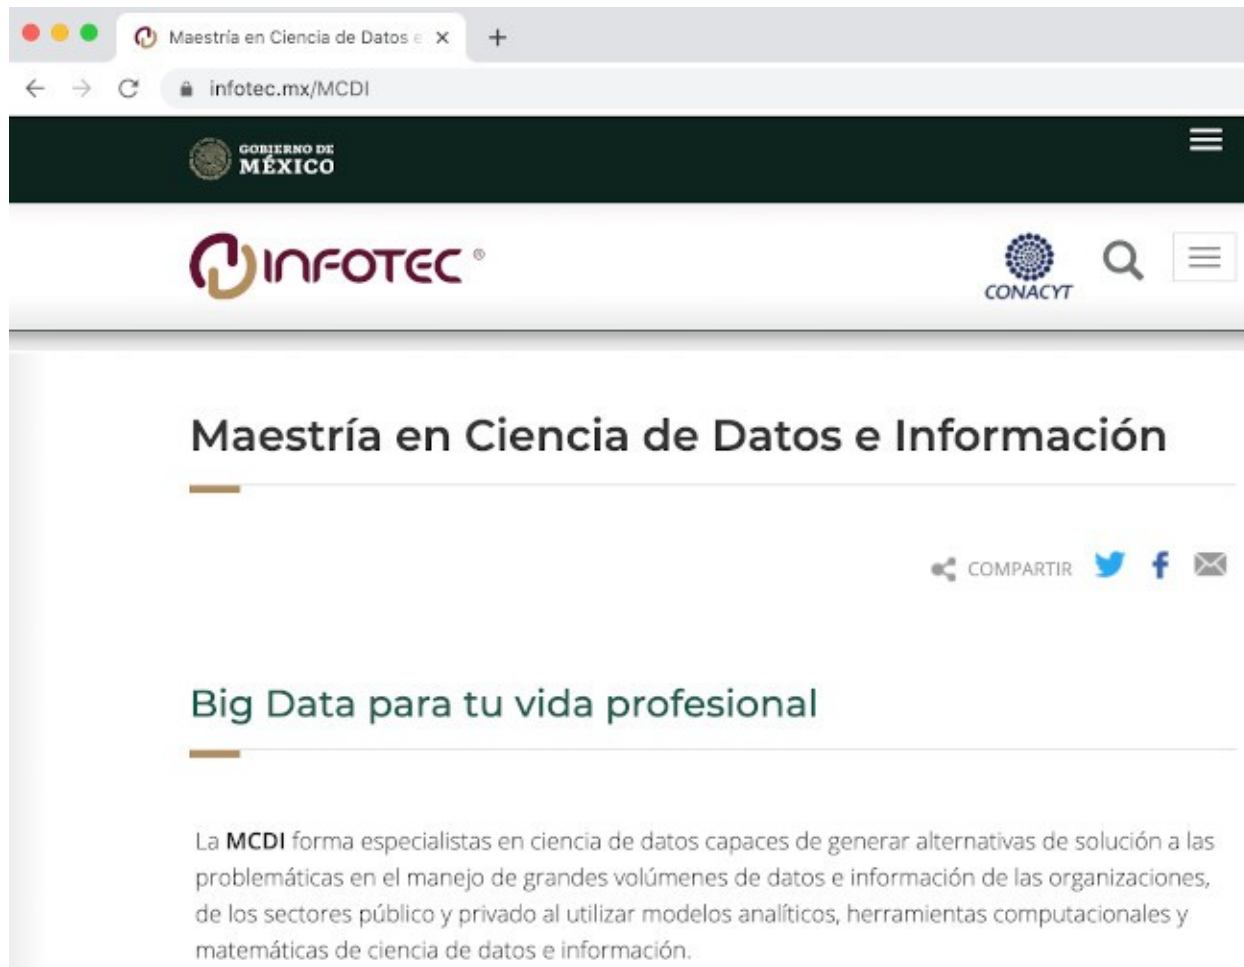 Maestría en Ciencia de Datos e
infotec.mx/MCDI
GOBIERNO DE
MÉXICO
INFOTEC ®
CONACYT
Maestría en Ciencia de Datos e Información
COMPARTIR
Big Data para tu vida profesional
La MCDI forma especialistas en ciencia de datos capaces de generar alternativas de solución a las
problemáticas en el manejo de grandes volúmenes de datos e información de las organizaciones,
de los sectores público y privado al utilizar modelos analíticos, herramientas computacionales y
matemáticas de ciencia de datos e información.